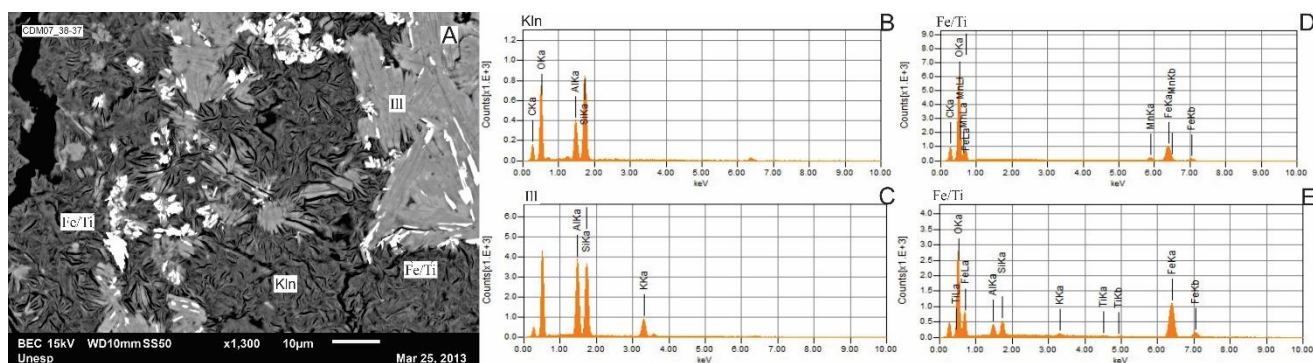 CDM07_38-37
A
Ill
Fe/Ti
Kln
Fe/Ti
BEC 15kV WD10mmSS50 x1,300 10µm
Unesp Mar 25, 2013
Kln
B
Counts[x1.E+3]
1.2
1.0
0.8
0.6
0.4
0.2
0.0
CKa
OKa
AlKa
SiKa
0.00 1.00 2.00 3.00 4.00 5.00 6.00 7.00 8.00 9.00 10.00
keV
Ill
C
Counts[x1.E+3]
6.0
5.0
4.0
3.0
2.0
1.0
0.0
AlKa
SiKa
KKa
0.00 1.00 2.00 3.00 4.00 5.00 6.00 7.00 8.00 9.00 10.00
keV
Fe/Ti
D
Counts[x1.E+3]
9.0
8.0
7.0
6.0
5.0
4.0
3.0
2.0
1.0
0.0
CKa
OKa
MnLl
MnLa
FeLa
MnKa
FeKa
MnKb
FeKb
0.00 1.00 2.00 3.00 4.00 5.00 6.00 7.00 8.00 9.00 10.00
keV
Fe/Ti
E
Counts[x1.E+3]
4.0
3.5
3.0
2.5
2.0
1.5
1.0
0.5
0.0
TiLa
OKa
FeLa
AlKa
SiKa
KKa
TiKa
TiKb
FeKa
FeKb
0.00 1.00 2.00 3.00 4.00 5.00 6.00 7.00 8.00 9.00 10.00
keV